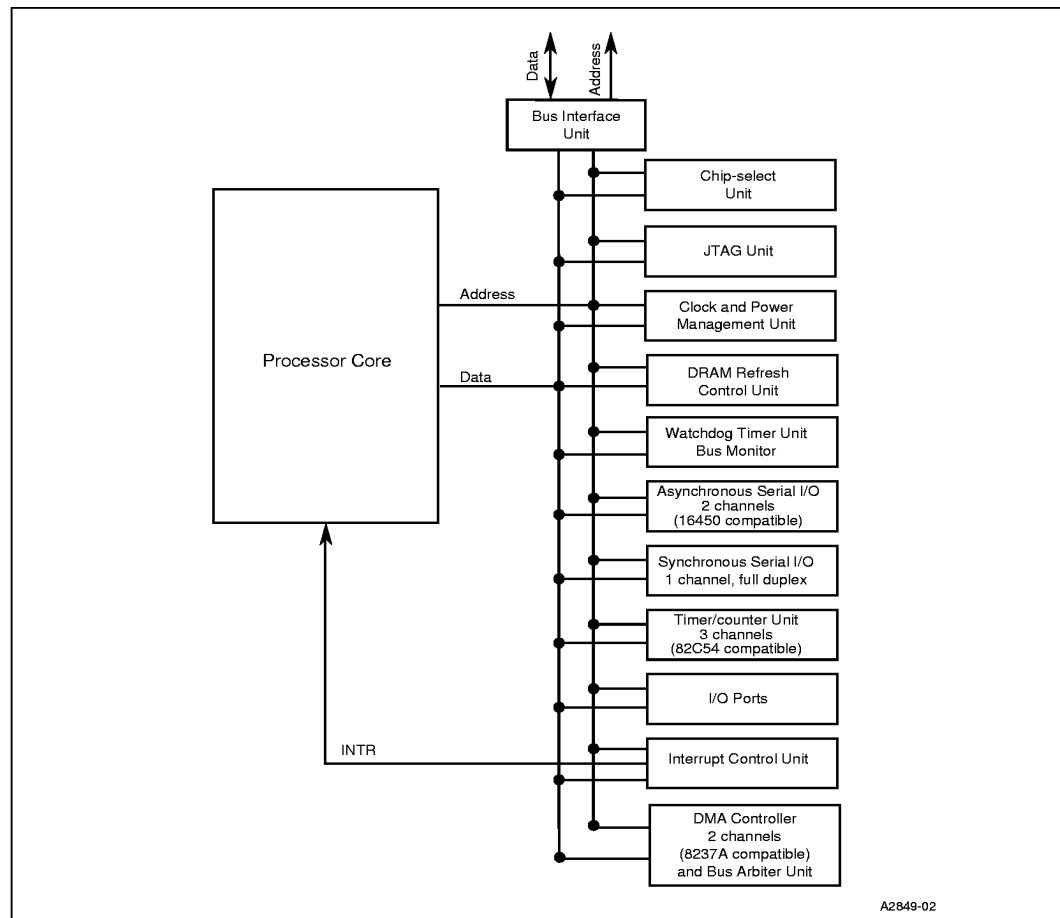 Data
Address
Bus Interface
Unit
Chip-select
Unit
JTAG Unit
Address
Clock and Power
Management Unit
Processor Core
Data
DRAM Refresh
Control Unit
Watchdog Timer Unit
Bus Monitor
Asynchronous Serial I/O
2 channels
(16450 compatible)
Synchronous Serial I/O
1 channel, full duplex
Timer/counter Unit
3 channels
(82C54 compatible)
I/O Ports
INTR
Interrupt Control Unit
DMA Controller
2 channels
(8237A compatible)
and Bus Arbiter Unit
A2849-02